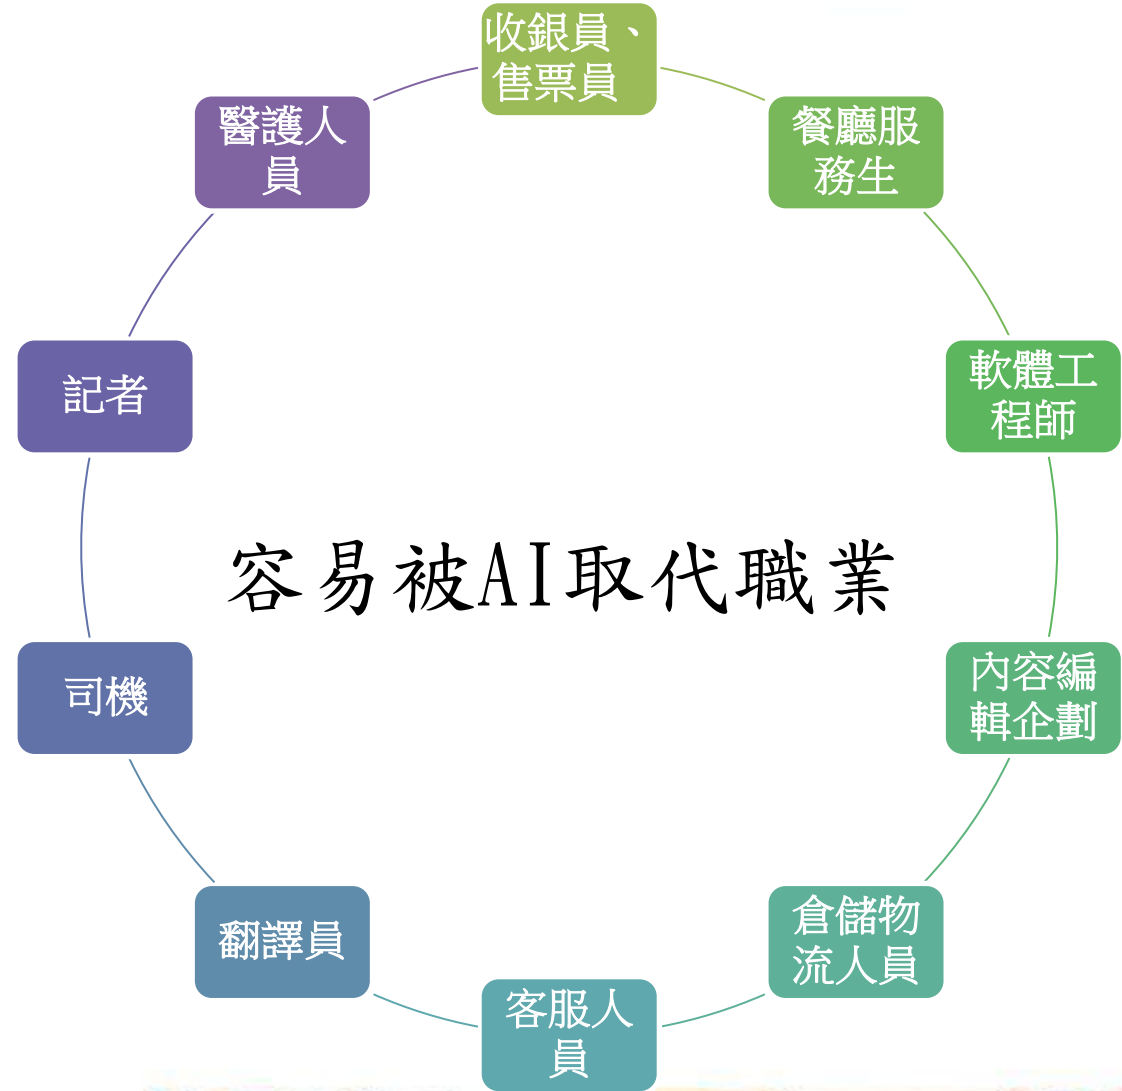 收銀員、
售票員
餐廳服
務生
軟體工
程師
內容編
輯企劃
倉儲物
流人員
客服人
員
翻譯員
司機
記者
醫護人
員
容易被AI取代職業